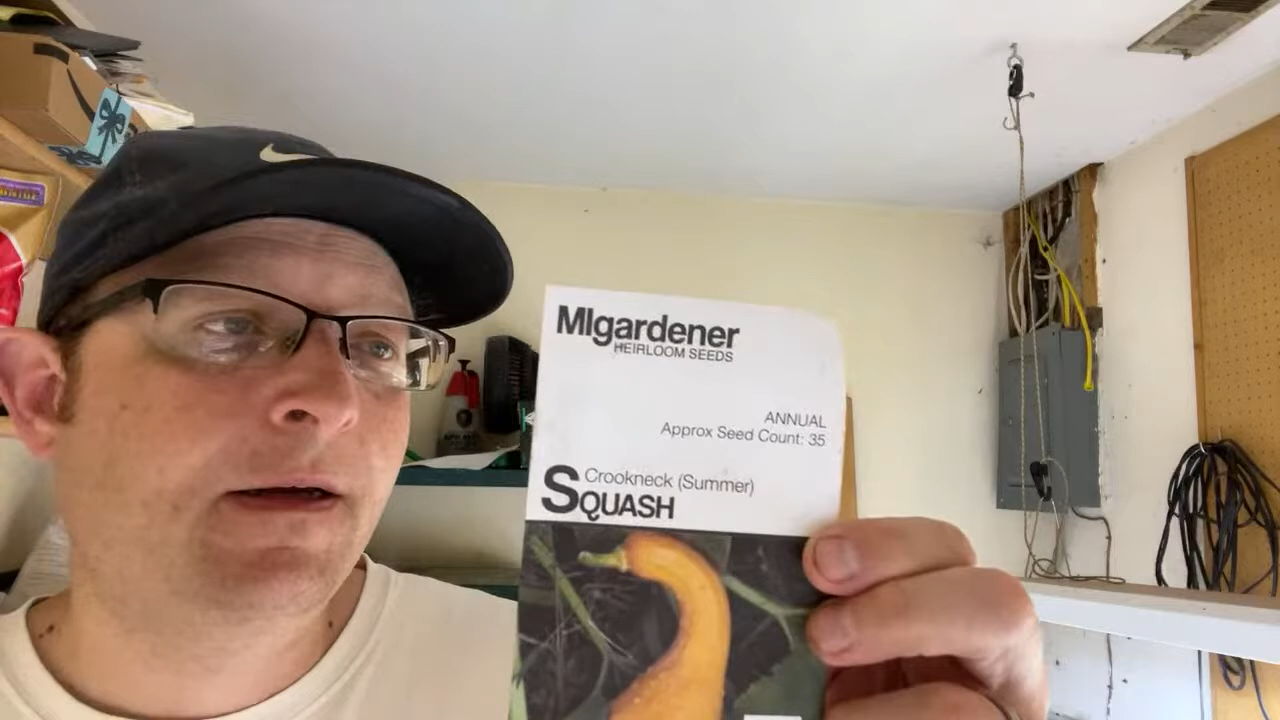 MIgardener
HEIRLOOM SEEDS
ANNUAL
Approx Seed Count: 35
Crookneck (Summer)
SQUASH